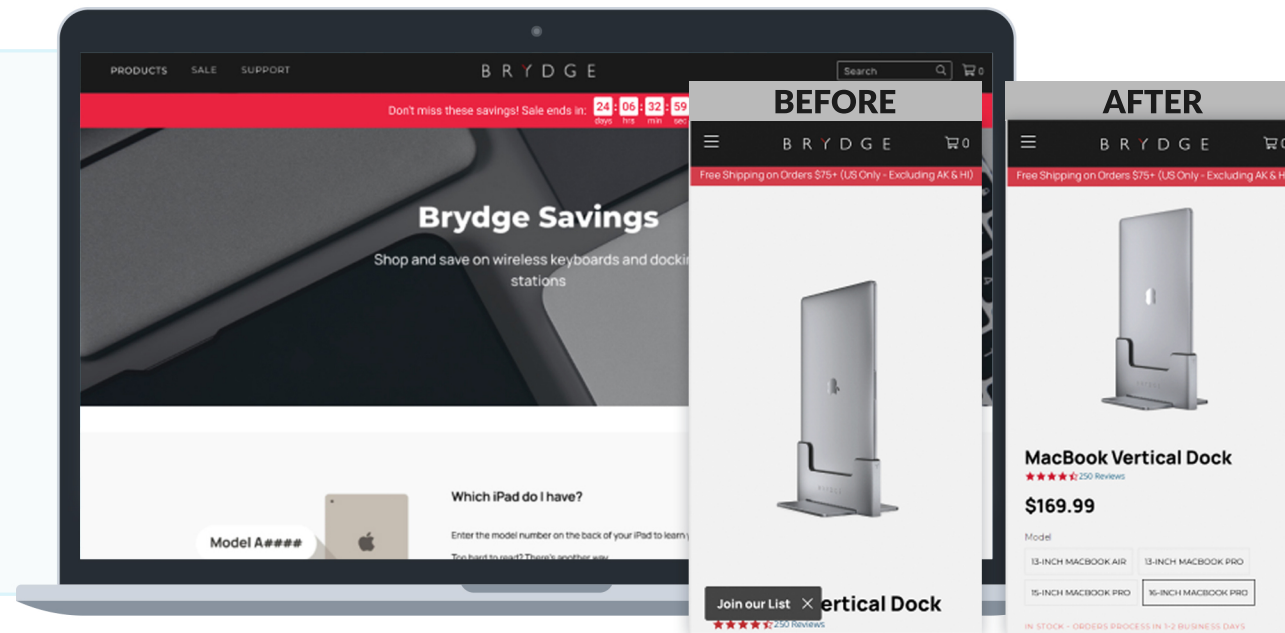 PRODUCTS SALE SUPPORT BRYDGE Search 0
Don't miss these savings! Sale ends in: 24 : 06 : 32 : 59
days hrs min sec
Brydge Savings
Shop and save on wireless keyboards and
stations
Which iPad do I have?
Enter the model number on the back of your iPad to learn
Model A####
Too hard to read? There's another way.
BEFORE
BRYDGE 0
Free Shipping on Orders $75+ (US Only - Excluding AK & HI)
BRYDGE
Join our List ertical Dock
250 Reviews
AFTER
BRYDGE
Free Shipping on Orders $75+ (US Only - Excluding AK &
BRYDGE
MacBook Vertical Dock
250 Reviews
$169.99
Model
13-INCH MACBOOK AIR 13-INCH MACBOOK PRO
15-INCH MACBOOK PRO 16-INCH MACBOOK PRO
IN STOCK - ORDERS PROCESS IN 1-2 BUSINESS DAYS